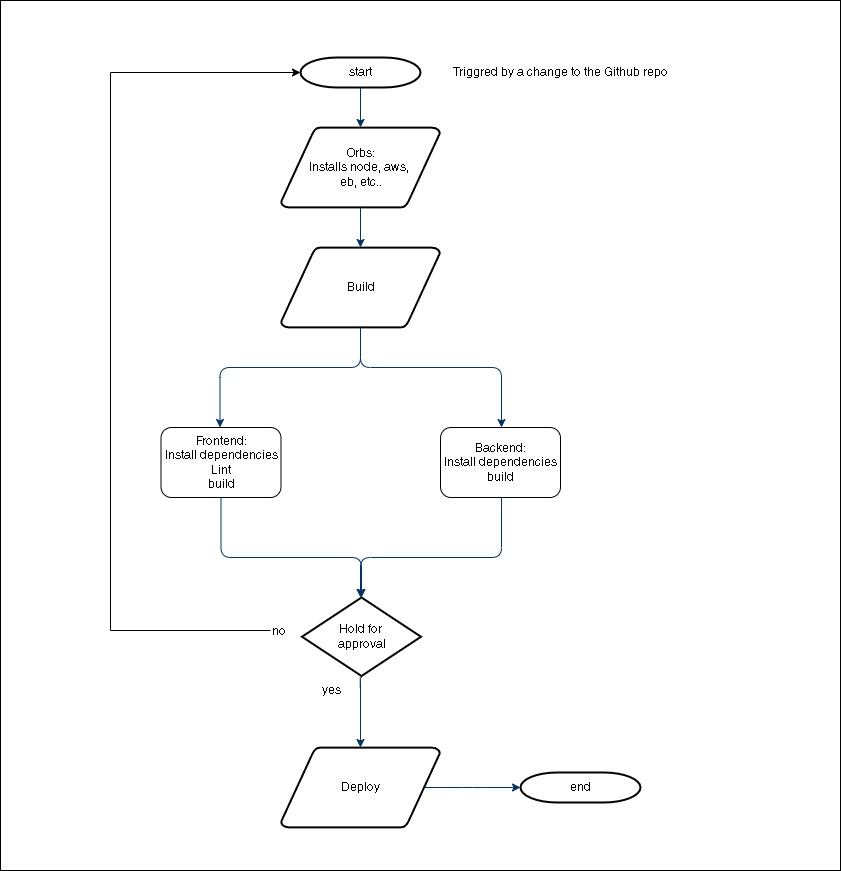 start
Triggred by a change to the Github repo
Orbs:
Installs node, aws,
eb, etc..
Build
Frontend:
Install dependencies
Lint
build
Backend:
Install dependencies
build
Hold for
approval
no
yes
Deploy
end